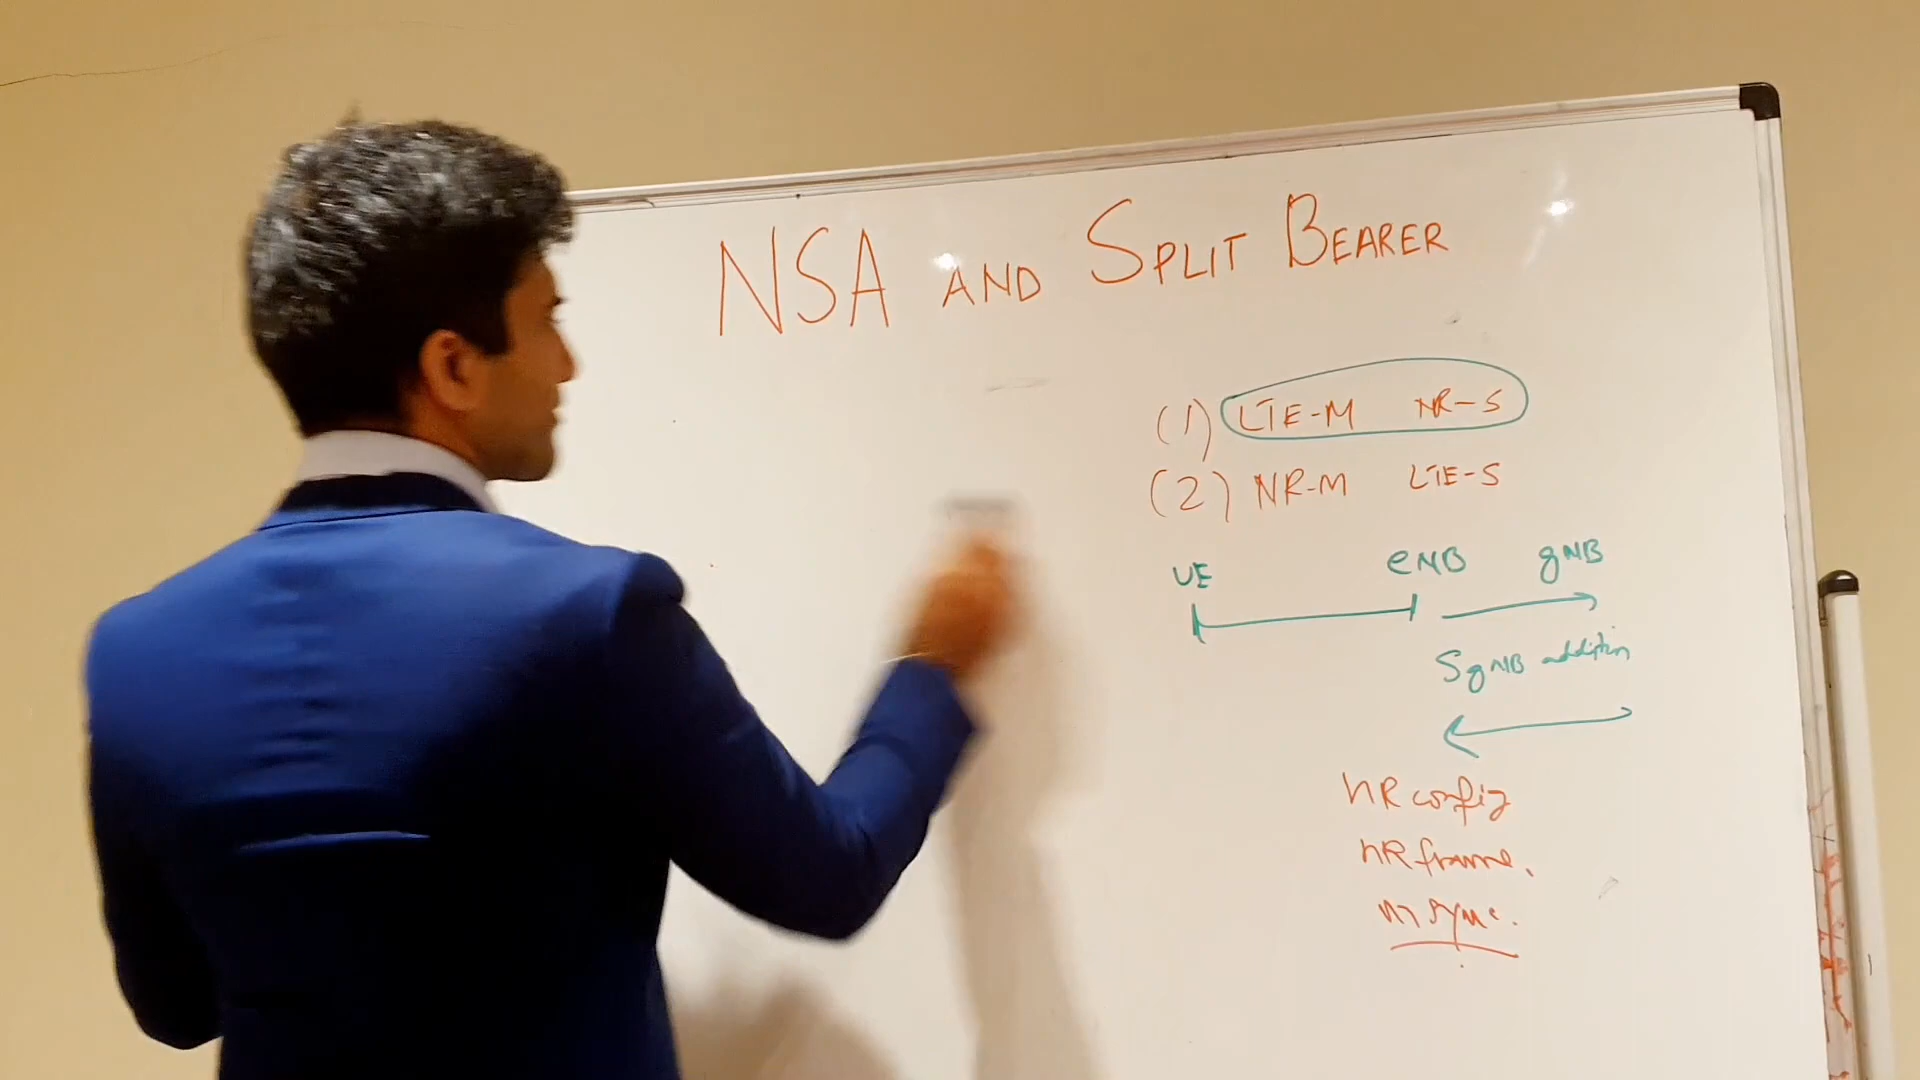 NSA AND SPLIT BEARER
(1) LTE-M NR-S
(2) NR-M LTE-S
UE eNB gNB
SgNB addition
NR config
nR frame.
sync.